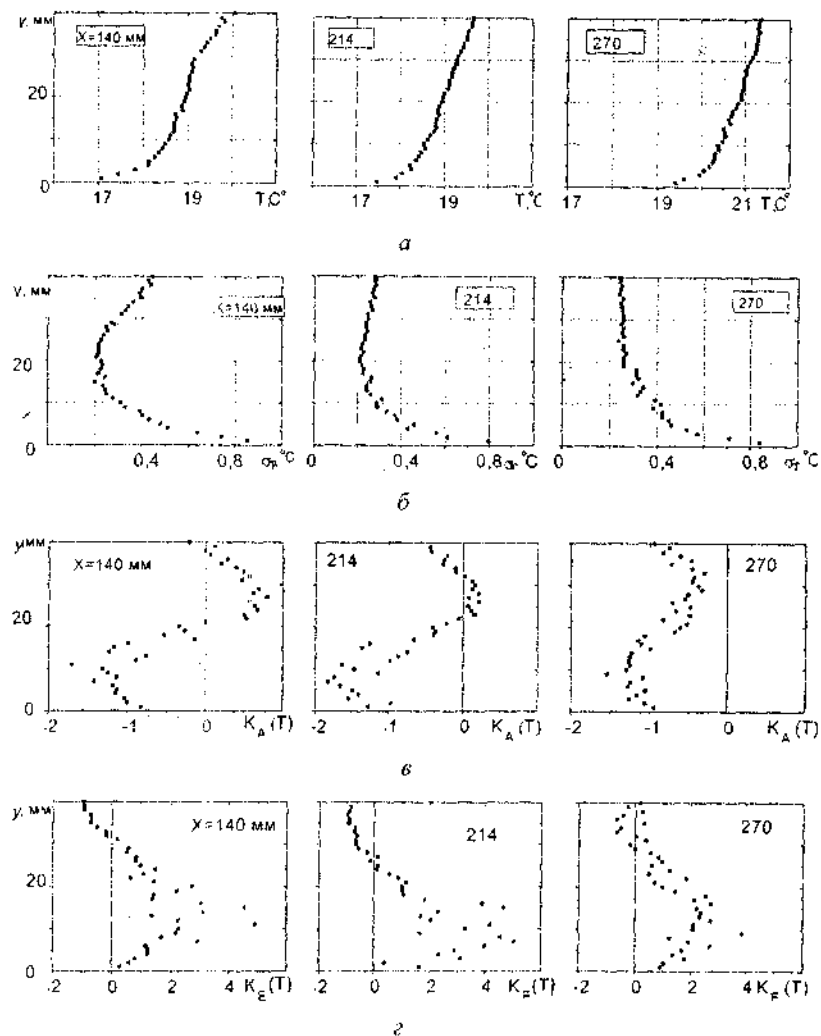 y, мм X=140 мм 214 270
20
0
17 19 T,C° 17 19 T,°C 17 19 21 T,C°
а
y, мм X=140 мм 214 270
20
0
0,4 0,8 σT °C 0 0,4 0,8 σT °C 0 0,4 0,8 σT °C
б
y мм X=140 мм 214 270
20
0
-2 -1 0 KA(T) -2 -1 0 KA(T) -2 -1 0 KA(T)
в
y, мм X=140 мм 214 270
20
0
0 2 4 KE(T) -2 0 2 4 KE(T) -2 0 2 4 KE(T)
г